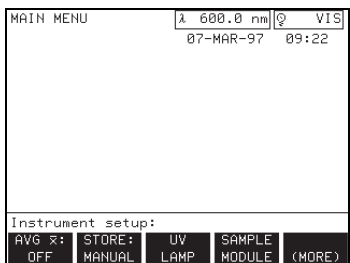 MAIN MENU λ 600.0 nm VIS
07-MAR-97 09:22
Instrument setup:
AVG x̅: STORE: UV SAMPLE
OFF MANUAL LAMP MODULE (MORE)